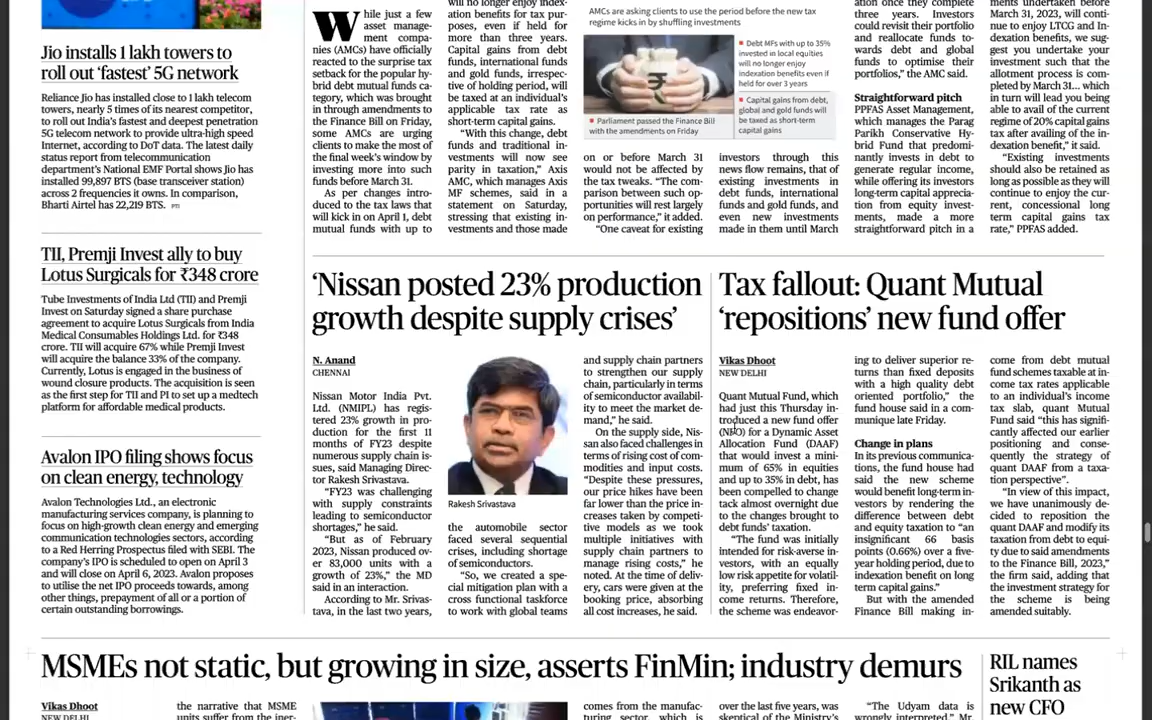 Jio installs 1 lakh towers to
roll out ‘fastest’ 5G network
Reliance Jio has installed close to 1 lakh telecom
towers, nearly 5 times of its nearest competitor,
to roll out India’s fastest and deepest penetration
5G telecom network to provide ultra-high speed
Internet, according to DoT data. The latest daily
status report from telecommunication
department’s National EMF Portal shows Jio has
installed 99,897 BTS (base transceiver station)
across 2 frequencies it owns. In comparison,
Bharti Airtel has 22,219 BTS. PTI
TII, Premji Invest ally to buy
Lotus Surgicals for ₹348 crore
Tube Investments of India Ltd (TII) and Premji
Invest on Saturday signed a share purchase
agreement to acquire Lotus Surgicals from India
Medical Consumables Holdings Ltd. for ₹348
crore. TII will acquire 67% while Premji Invest
will acquire the balance 33% of the company.
Currently, Lotus is engaged in the business of
wound closure products. The acquisition is seen
as the first step for TII and PI to set up a medtech
platform for affordable medical products.
Avalon IPO filing shows focus
on clean energy, technology
Avalon Technologies Ltd., an electronic
manufacturing services company, is planning to
focus on high-growth clean energy and emerging
communication technologies sectors, according
to a Red Herring Prospectus filed with SEBI. The
company’s IPO is scheduled to open on April 3
and will close on April 6, 2023. Avalon proposes
to utilise the net IPO proceeds towards, among
other things, prepayment of all or a portion of
certain outstanding borrowings.
While just a few
asset manage-
ment compa-
nies (AMCs) have officially
reacted to the surprise tax
setback for the popular hy-
brid debt mutual funds ca-
tegory, which was brought
in through amendments to
the Finance Bill on Friday,
some AMCs are urging
clients to make the most of
the final week’s window by
investing more into such
funds before March 31.
As per changes intro-
duced to the tax laws that
will kick in on April 1, debt
mutual funds with up to
will no longer enjoy index-
ation benefits for tax pur-
poses, even if held for
more than three years.
Capital gains from debt
funds, international funds
and gold funds, irrespec-
tive of holding period, will
be taxed at an individual’s
applicable tax rate as
short-term capital gains.
“With this change, debt
funds and traditional in-
vestments will now see
parity in taxation,” Axis
AMC, which manages Axis
MF schemes, said in a
statement on Saturday,
stressing that existing in-
vestments and those made
AMCs are asking clients to use the period before the new tax
regime kicks in by shuffling investments
Debt MFs with up to 35%
invested in local equities
will no longer enjoy
indexation benefits even if
held for over 3 years
Capital gains from debt,
global and gold funds will
be taxed as short-term
capital gains
Parliament passed the Finance Bill
with the amendments on Friday
on or before March 31
would not be affected by
the tax tweaks. “The com-
parison between such op-
portunities will rest largely
on performance,” it added.
“One caveat for existing
investors through this
news flow remains, that of
existing investments in
debt funds, international
funds and gold funds, and
even new investments
made in them until March
ation once they complete
three years. Investors
could revisit their portfolio
and reallocate funds to-
wards debt and global
funds to optimise their
portfolios,” the AMC said.
Straightforward pitch
PPFAS Asset Management,
which manages the Parag
Parikh Conservative Hy-
brid Fund that predomi-
nantly invests in debt to
generate regular income,
while offering its investors
long-term capital apprecia-
tion from equity invest-
ments, made a more
straightforward pitch in a
ments undertaken before
March 31, 2023, will conti-
nue to enjoy LTCG and In-
dexation benefits, we sug-
gest you undertake your
investment such that the
allotment process is com-
pleted by March 31... which
in turn will lead you being
able to avail of the current
regime of 20% capital gains
tax after availing of the in-
dexation benefit,” it said.
“Existing investments
should also be retained as
long as possible as they will
continue to enjoy the cur-
rent, concessional long
term capital gains tax
rate,” PPFAS added.
‘Nissan posted 23% production
growth despite supply crises’
N. Anand
CHENNAI
Nissan Motor India Pvt.
Ltd. (NMIPL) has regis-
tered 23% growth in pro-
duction for the first 11
months of FY23 despite
numerous supply chain is-
sues, said Managing Direc-
tor Rakesh Srivastava.
“FY23 was challenging
with supply constraints
leading to semiconductor
shortages,” he said.
“But as of February
2023, Nissan produced ov-
er 83,000 units with a
growth of 23%,” the MD
said in an interaction.
According to Mr. Srivas-
tava, in the last two years,
Rakesh Srivastava
the automobile sector
faced several sequential
crises, including shortage
of semiconductors.
“So, we created a spe-
cial mitigation plan with a
cross functional taskforce
to work with global teams
and supply chain partners
to strengthen our supply
chain, particularly in terms
of semiconductor availabil-
ity to meet the market de-
mand,” he said.
On the supply side, Nis-
san also faced challenges in
terms of rising costs of com-
modities and input costs.
“Despite these pressures,
our price hikes have been
far lower than the price in-
creases taken by competi-
tive models as we took
multiple initiatives with
supply chain partners to
manage rising costs,” he
noted. At the time of deliv-
ery, cars were given at the
booking price, absorbing
all cost increases, he said.
Tax fallout: Quant Mutual
‘repositions’ new fund offer
Vikas Dhoot
NEW DELHI
Quant Mutual Fund, which
had just this Thursday in-
troduced a new fund offer
(NFO) for a Dynamic Asset
Allocation Fund (DAAF)
that would invest a mini-
mum of 65% in equities
and up to 35% in debt, has
been compelled to change
tack almost overnight due
to the changes brought to
debt funds’ taxation.
“The fund was initially
intended for risk-averse in-
vestors, with an equally
low risk appetite for volatil-
ity, preferring fixed in-
come returns. Therefore,
the scheme was endeavor-
ing to deliver superior re-
turns than fixed deposits
with a high quality debt
oriented portfolio,” the
fund house said in a com-
munique late Friday.
Change in plans
In its previous communica-
tions, the fund house had
said the new scheme
would benefit long-term in-
vestors by rendering the
difference between debt
and equity taxation to “an
insignificant 66 basis
points (0.66%) over a five-
year holding period, due to
indexation benefit on long
term capital gains.”
But with the amended
Finance Bill making in-
come from debt mutual
fund schemes taxable at in-
come tax rates applicable
to an individual’s income
tax slab, quant Mutual
Fund said “this has signifi-
cantly affected our earlier
positioning and conse-
quently the strategy of
quant DAAF from a taxa-
tion perspective”.
“In view of this impact,
we have unanimously de-
cided to reposition the
quant DAAF and modify its
taxation from debt to equi-
ty due to said amendments
to the Finance Bill, 2023,”
the firm said, adding that
the investment strategy for
the scheme is being
amended suitably.
MSMEs not static, but growing in size, asserts FinMin; industry demurs
Vikas Dhoot
NEW DELHI
the narrative that MSME
units suffer from the iner-
comes from the manufac-
turing sector, which is
over the last five years, was
skeptical of the Ministry’s
“The Udyam data is
wrongly interpreted,” Mr.
RIL names
Srikanth as
new CFO